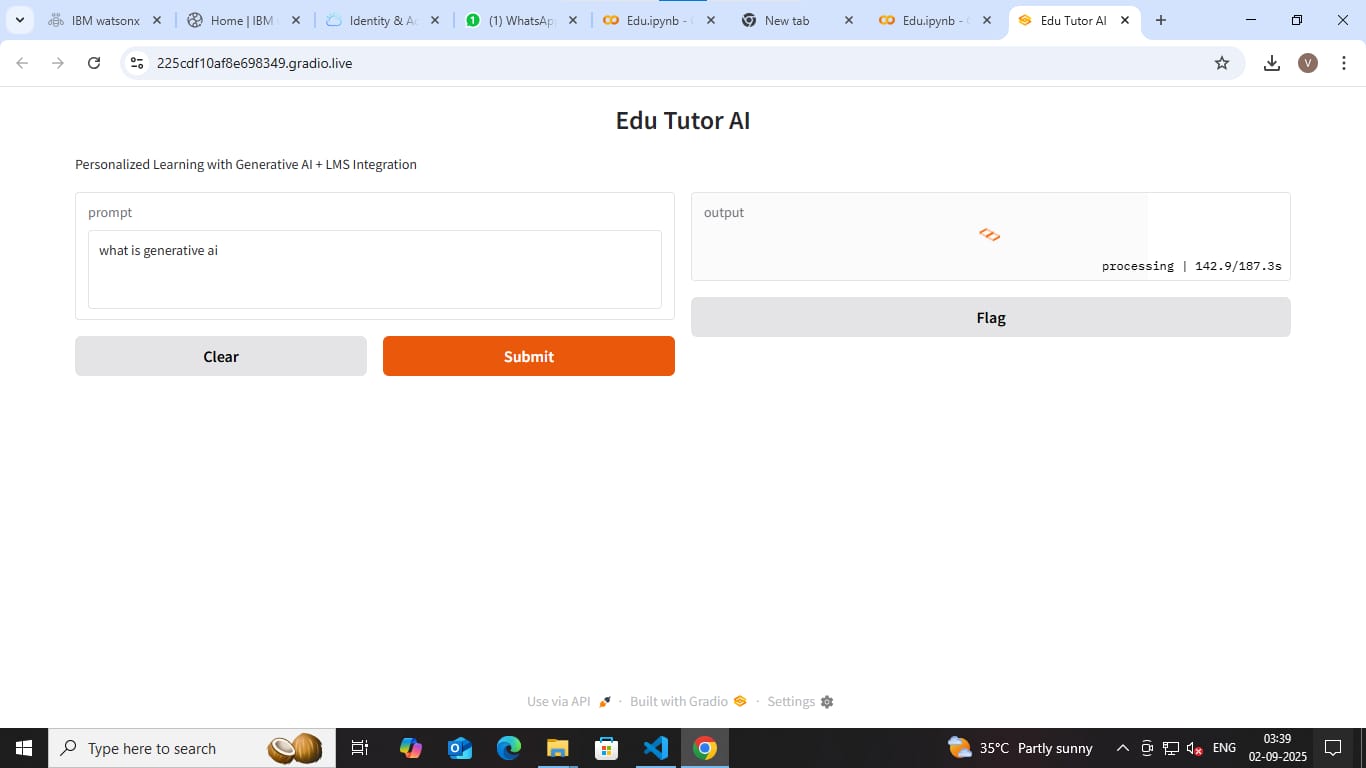 IBM watsonx
Home | IBM
Identity & Ac
(1) WhatsAp
Edu.ipynb -
New tab
Edu.ipynb -
Edu Tutor AI
225cdf10af8e698349.gradio.live
V
Edu Tutor AI
Personalized Learning with Generative AI + LMS Integration
prompt
what is generative ai
output
processing | 142.9/187.3s
Clear
Submit
Flag
Use via API · Built with Gradio · Settings
Type here to search
35°C Partly sunny
ENG
03:39
02-09-2025